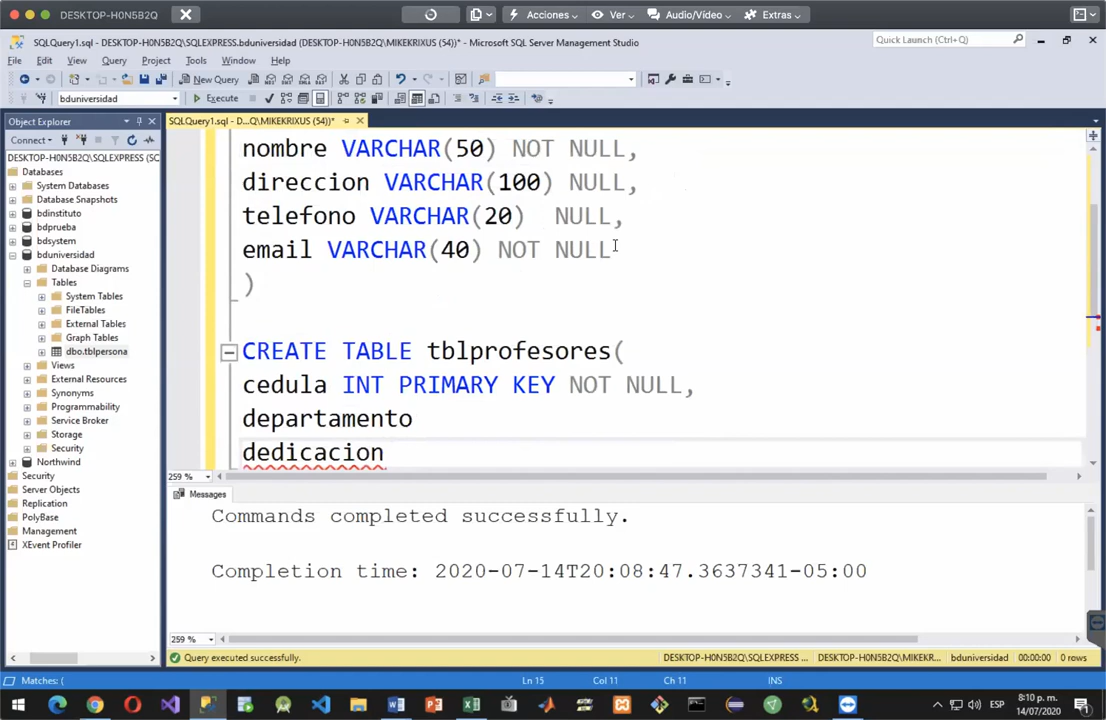 DESKTOP-H0N5B2Q
Acciones
Ver
Audio/Vídeo
Extras
SQLQuery1.sql - DESKTOP-H0N5B2Q\SQLEXPRESS.bduniversidad (DESKTOP-H0N5B2Q\MIKEKRIXUS (54))* - Microsoft SQL Server Management Studio
Quick Launch (Ctrl+Q)
File Edit View Query Project Tools Window Help
New Query
bduniversidad
Execute
Object Explorer
SQLQuery1.sql - D...Q\MIKEKRIXUS (54))*
Connect
DESKTOP-H0N5B2Q\SQLEXPRESS (SQ
Databases
System Databases
Database Snapshots
bdinstituto
bdprueba
bdsystem
bduniversidad
Database Diagrams
Tables
System Tables
FileTables
External Tables
Graph Tables
dbo.tblpersona
Views
External Resources
Synonyms
Programmability
Service Broker
Storage
Security
Northwind
Security
Server Objects
Replication
PolyBase
Management
XEvent Profiler
nombre VARCHAR(50) NOT NULL,
direccion VARCHAR(100) NULL,
telefono VARCHAR(20) NULL,
email VARCHAR(40) NOT NULL
)
CREATE TABLE tblprofesores(
cedula INT PRIMARY KEY NOT NULL,
departamento
dedicacion
259 %
Messages
Commands completed successfully.
Completion time: 2020-07-14T20:08:47.3637341-05:00
259 %
Query executed successfully.
DESKTOP-H0N5B2Q\SQLEXPRESS ...
DESKTOP-H0N5B2Q\MIKEKR...
bduniversidad
00:00:00
0 rows
Matches: (
Ln 15
Col 11
Ch 11
INS
ESP
8:10 p. m.
14/07/2020